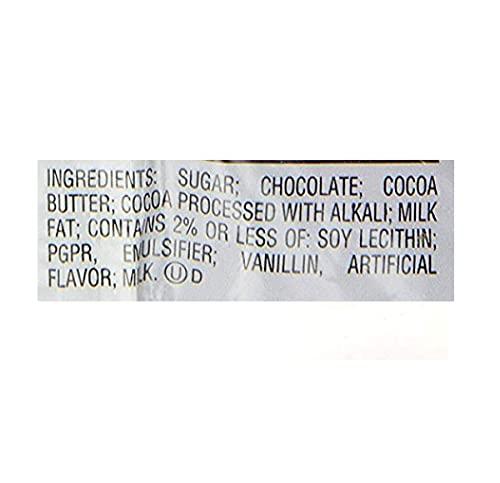 INGREDIENTS: SUGAR; CHOCOLATE; COCOA
BUTTER; COCOA PROCESSED WITH ALKALI; MILK
FAT; CONTAINS 2% OR LESS OF: SOY LECITHIN;
PGPR, EMULSIFIER; VANILLIN, ARTIFICIAL
FLAVOR; MILK. Ⓤ D